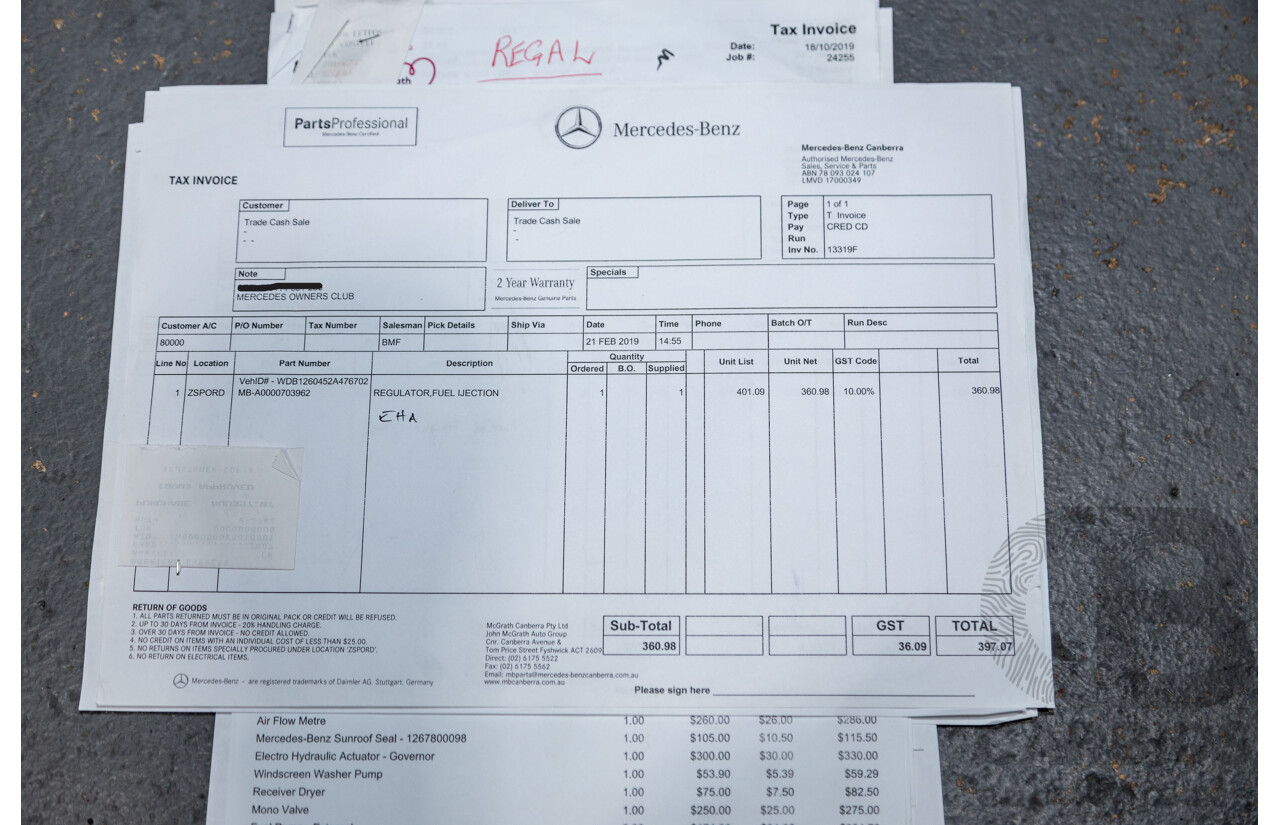 Tax Invoice
REGAL
Date: 18/10/2019
Job #: 24255
ath
PartsProfessional
Mercedes-Benz Certified
Mercedes-Benz
Mercedes-Benz Canberra
Authorised Mercedes-Benz
Sales, Service & Parts
ABN 78 093 024 107
LMVD 17000349
TAX INVOICE
Customer
Trade Cash Sale
-
- -
Deliver To
Trade Cash Sale
-
-
Page 1 of 1
Type T Invoice
Pay CRED CD
Run
Inv No. 13319F
Note
MERCEDES OWNERS CLUB
2 Year Warranty
Mercedes-Benz Genuine Parts
Specials
Customer A/C P/O Number Tax Number Salesman Pick Details Ship Via Date Time Phone Batch O/T Run Desc
80000 BMF 21 FEB 2019 14:55
Line No Location Part Number Description Quantity Unit List Unit Net GST Code Total
Ordered B.O. Supplied
VehID# - WDB1260452A476702
1 ZSPORD MB-A0000703962 REGULATOR,FUEL IJECTION 1 1 401.09 360.98 10.00% 360.98
EHA
RETURN OF GOODS
1. ALL PARTS RETURNED MUST BE IN ORIGINAL PACK OR CREDIT WILL BE REFUSED.
2. UP TO 30 DAYS FROM INVOICE - 20% HANDLING CHARGE.
3. OVER 30 DAYS FROM INVOICE - NO CREDIT ALLOWED.
4. NO CREDIT ON ITEMS WITH AN INDIVIDUAL COST OF LESS THAN $25.00.
5. NO RETURNS ON ITEMS SPECIALLY PROCURED UNDER LOCATION 'ZSPORD'.
6. NO RETURN ON ELECTRICAL ITEMS.
Mercedes-Benz - are registered trademarks of Daimler AG, Stuttgart, Germany
McGrath Canberra Pty Ltd
John McGrath Auto Group
Cnr. Canberra Avenue &
Tom Price Street Fyshwick ACT 2609
Direct: (02) 6175 5522
Fax: (02) 6175 5562
Email: mbparts@mercedes-benzcanberra.com.au
www.mbcanberra.com.au
Sub-Total GST TOTAL
360.98 36.09 397.07
Please sign here
Air Flow Metre 1.00 $260.00 $26.00 $286.00
Mercedes-Benz Sunroof Seal - 1267800098 1.00 $105.00 $10.50 $115.50
Electro Hydraulic Actuator - Governor 1.00 $300.00 $30.00 $330.00
Windscreen Washer Pump 1.00 $53.90 $5.39 $59.29
Receiver Dryer 1.00 $75.00 $7.50 $82.50
Mono Valve 1.00 $250.00 $25.00 $275.00